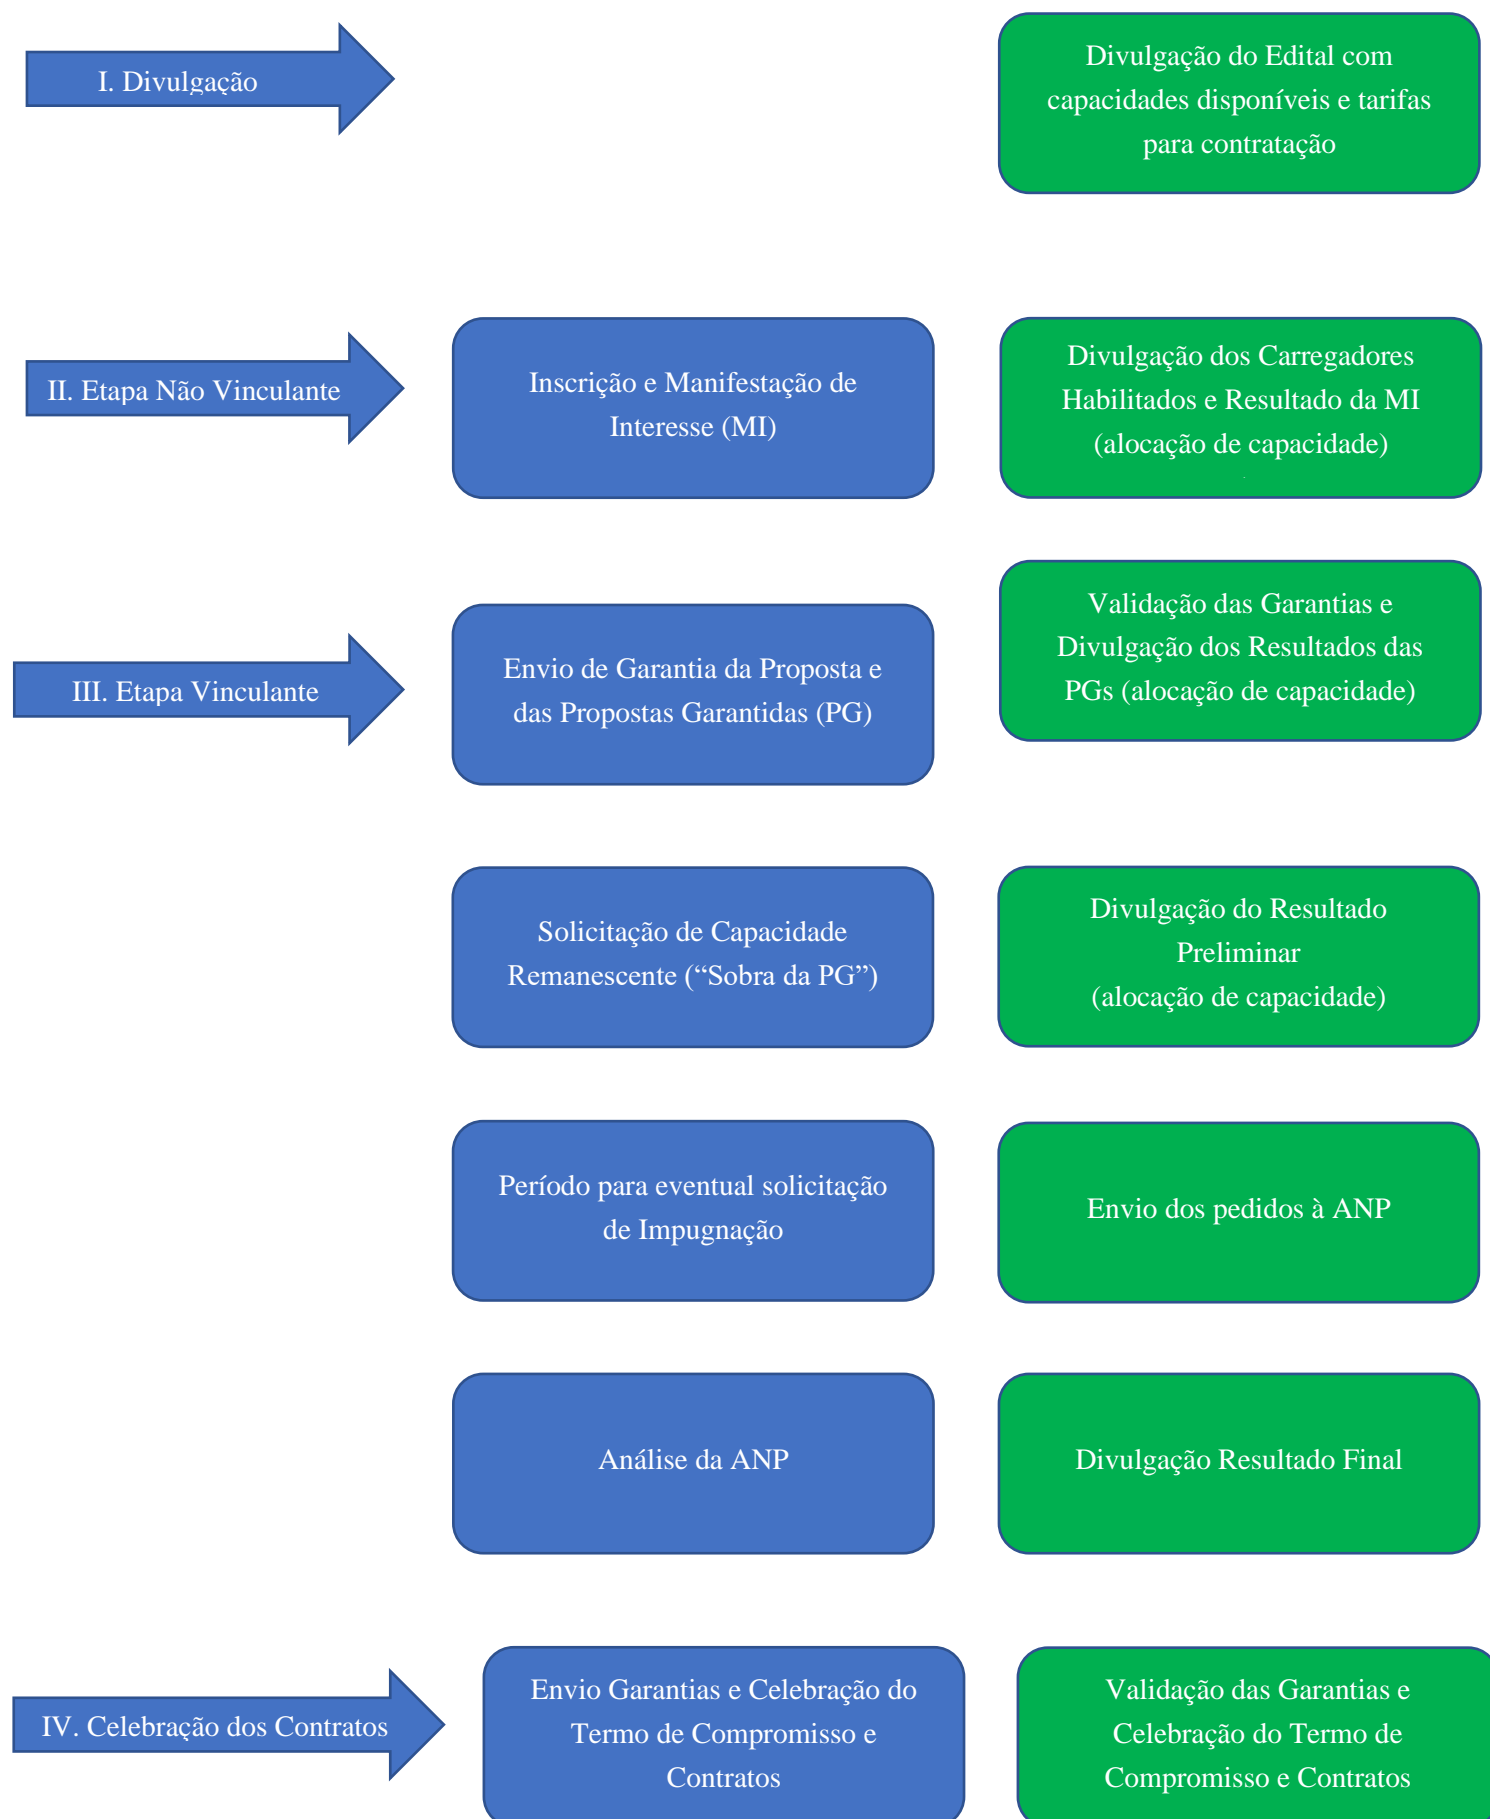 I. Divulgação
Divulgação do Edital com
capacidades disponíveis e tarifas
para contratação
II. Etapa Não Vinculante
Inscrição e Manifestação de
Interesse (MI)
Divulgação dos Carregadores
Habilitados e Resultado da MI
(alocação de capacidade)
III. Etapa Vinculante
Envio de Garantia da Proposta e
das Propostas Garantidas (PG)
Validação das Garantias e
Divulgação dos Resultados das
PGs (alocação de capacidade)
Solicitação de Capacidade
Remanescente (“Sobra da PG”)
Divulgação do Resultado
Preliminar
(alocação de capacidade)
Período para eventual solicitação
de Impugnação
Envio dos pedidos à ANP
Análise da ANP
Divulgação Resultado Final
IV. Celebração dos Contratos
Envio Garantias e Celebração do
Termo de Compromisso e
Contratos
Validação das Garantias e
Celebração do Termo de
Compromisso e Contratos